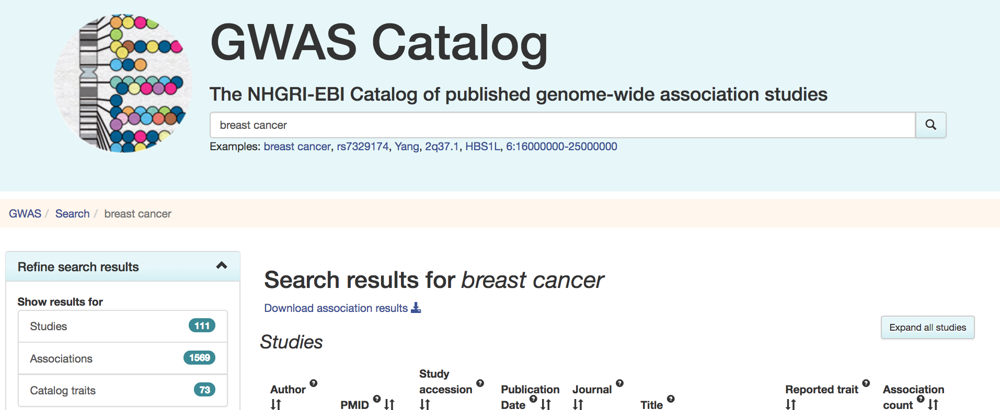 GWAS Catalog
The NHGRI-EBI Catalog of published genome-wide association studies
breast cancer
Examples: breast cancer, rs7329174, Yang, 2q37.1, HBS1L, 6:16000000-25000000
GWAS / Search / breast cancer
Refine search results
Show results for
Studies 111
Associations 1569
Catalog traits 73
Search results for breast cancer
Download association results
Expand all studies
Studies
Author ?
PMID ?
Study
accession ?
Publication
Date ?
Journal ?
Title ?
Reported trait ?
Association
count ?